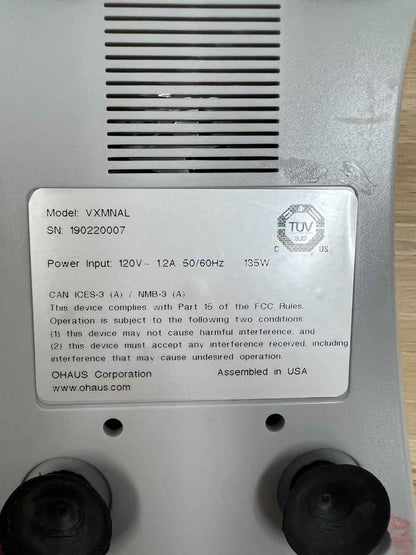 Model: VXMNAL
SN: 190220007
TUV
SUD
C US
Power Input: 120V~ 1.2A 50/60Hz 135W
CAN ICES-3 (A) / NMB-3 (A)
This device complies with Part 15 of the FCC Rules.
Operation is subject to the following two conditions:
(1) this device may not cause harmful interference, and
(2) this device must accept any interference received, including
interference that may cause undesired operation.
OHAUS Corporation Assembled in USA
www.ohaus.com